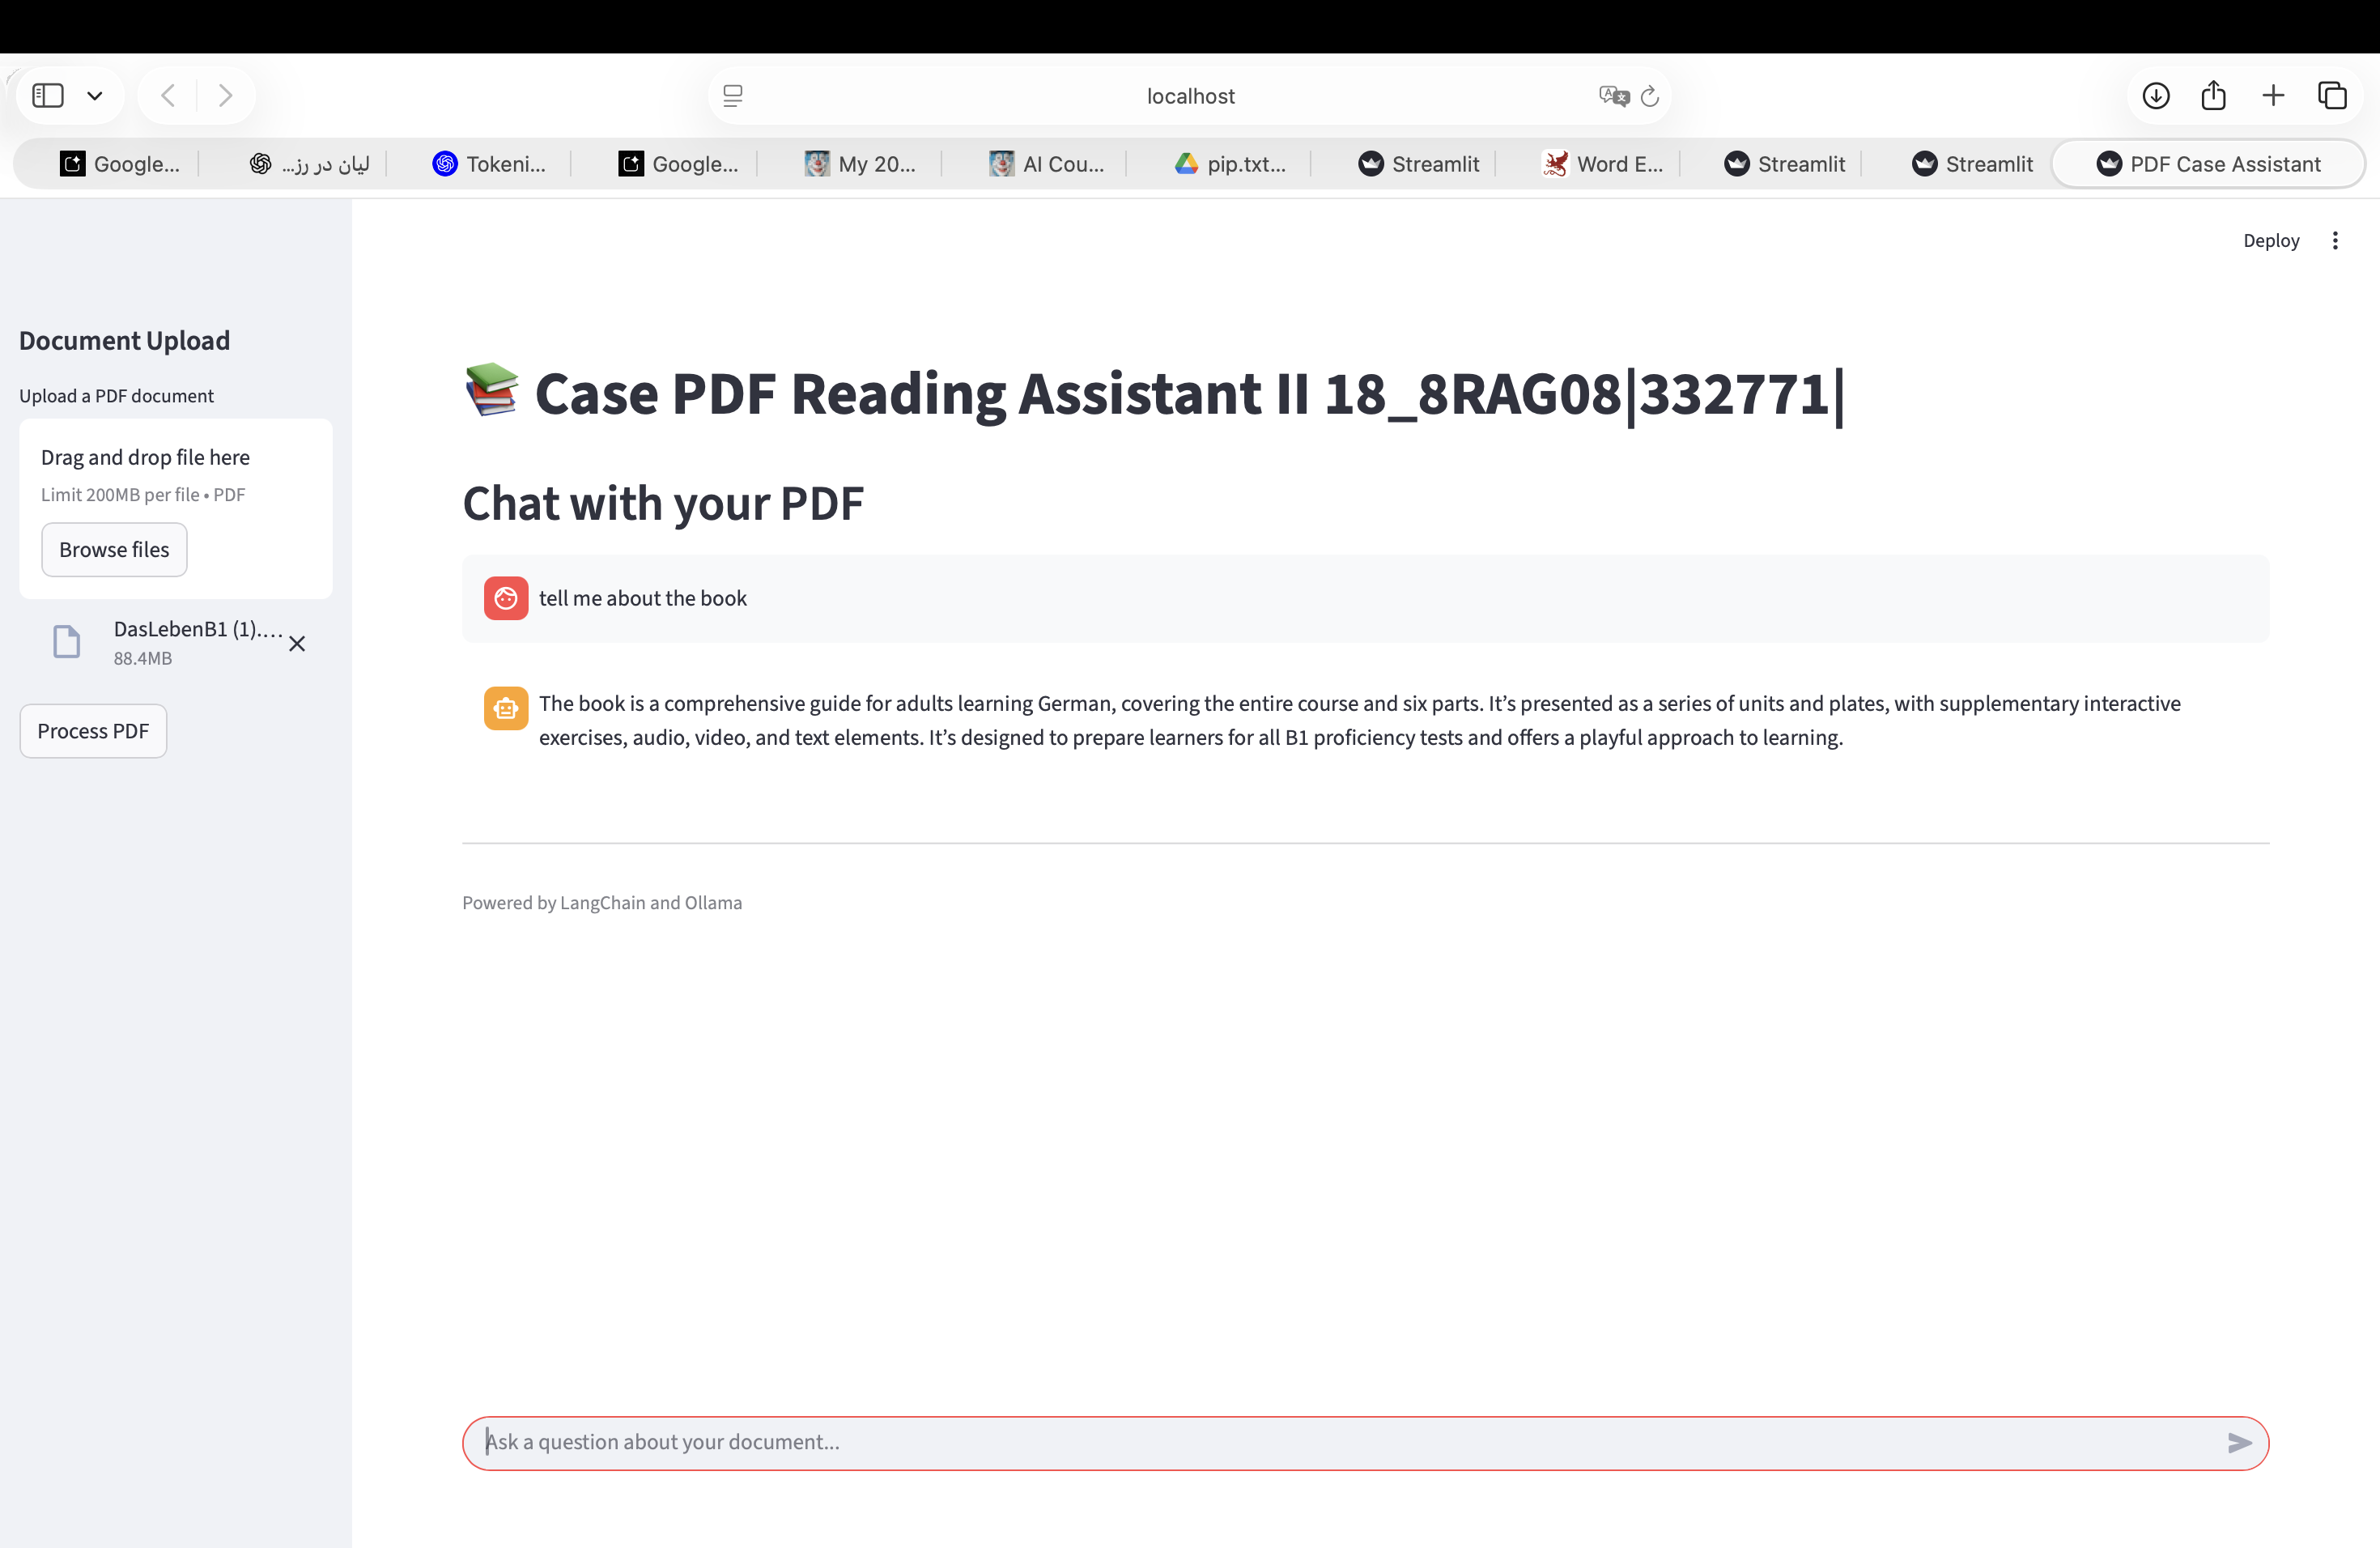 localhost
Google...
لیان در رز...
Tokeni...
Google...
My 20...
AI Cou...
pip.txt...
Streamlit
Word E...
Streamlit
Streamlit
PDF Case Assistant
Deploy
Document Upload
Upload a PDF document
Drag and drop file here
Limit 200MB per file • PDF
Browse files
DasLebenB1 (1)....
88.4MB
Process PDF
Case PDF Reading Assistant II 18_8RAG08|332771|
Chat with your PDF
tell me about the book
The book is a comprehensive guide for adults learning German, covering the entire course and six parts. It’s presented as a series of units and plates, with supplementary interactive
exercises, audio, video, and text elements. It’s designed to prepare learners for all B1 proficiency tests and offers a playful approach to learning.
Powered by LangChain and Ollama
Ask a question about your document...